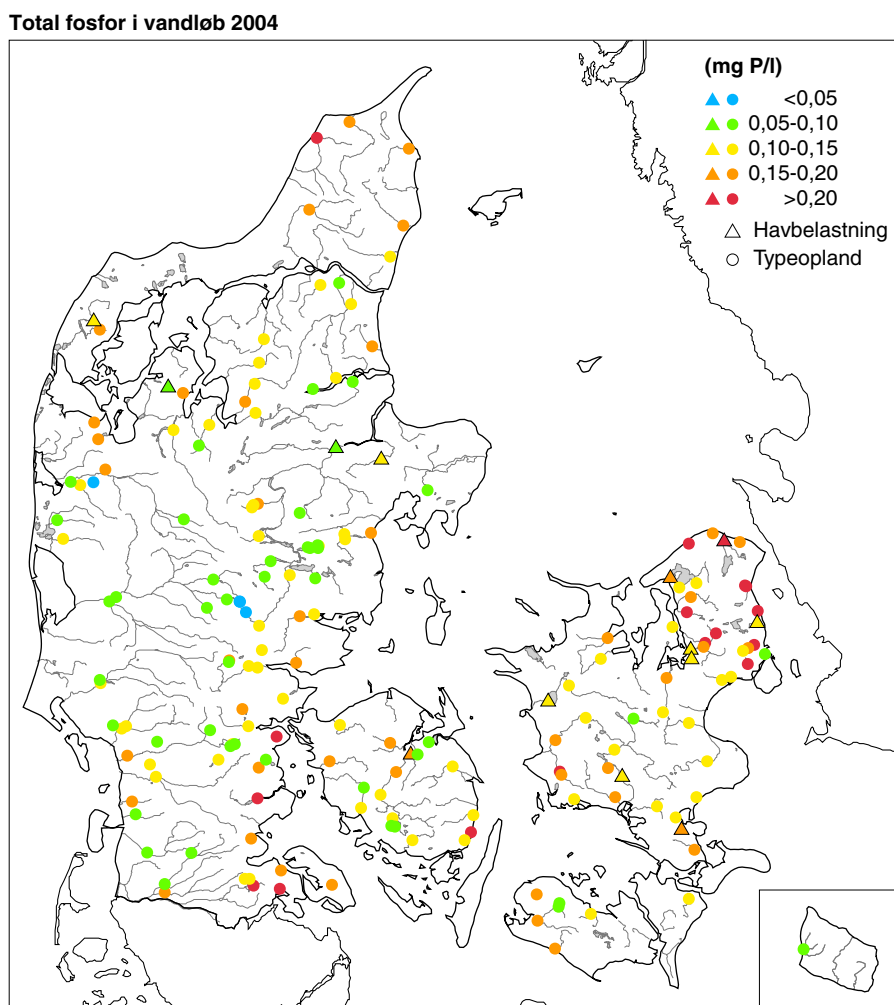 Total fosfor i vandløb 2004
(mg P/l)
<0,05
0,05-0,10
0,10-0,15
0,15-0,20
>0,20
Havbelastning
Typeopland